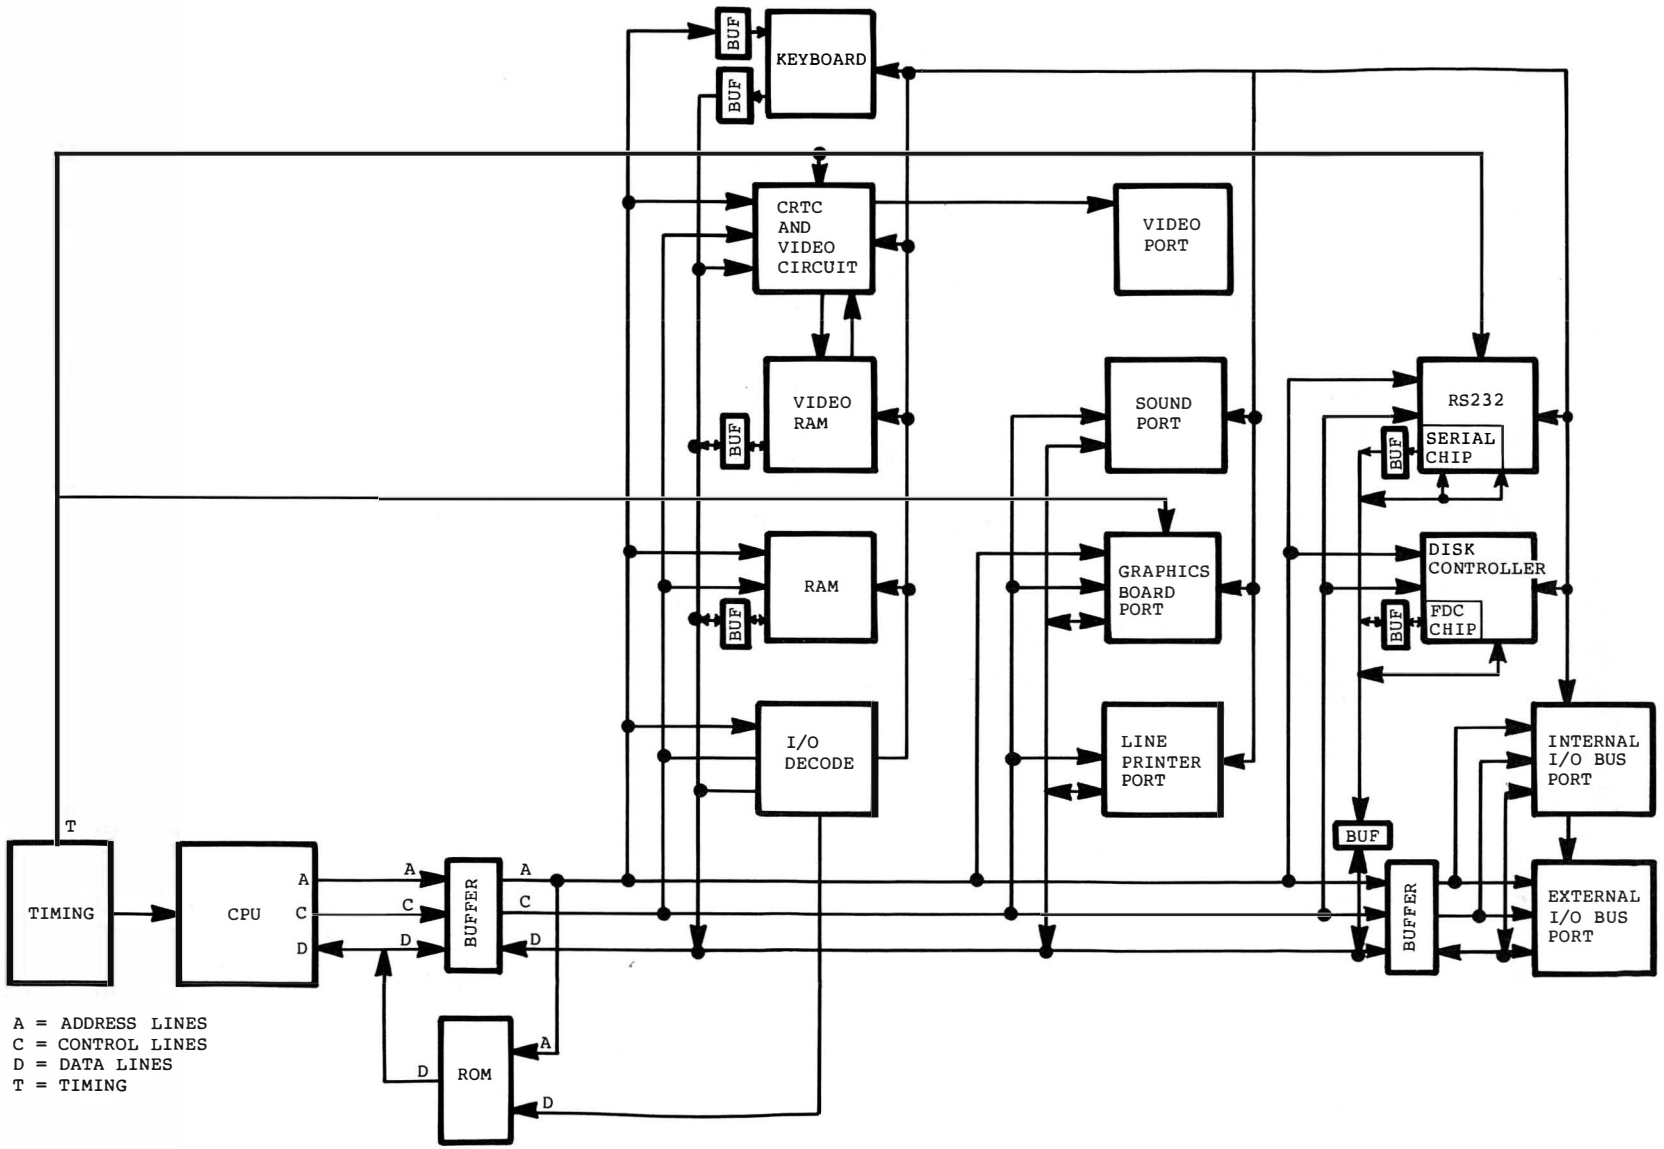 BUF
KEYBOARD
BUF
CRTC
AND
VIDEO
CIRCUIT
VIDEO
PORT
VIDEO
RAM
BUF
SOUND
PORT
RS232
SERIAL
CHIP
BUF
RAM
BUF
GRAPHICS
BOARD
PORT
DISK
CONTROLLER
FDC
CHIP
BUF
I/O
DECODE
LINE
PRINTER
PORT
INTERNAL
I/O BUS
PORT
BUF
T
TIMING
CPU
A
C
D
A
C
D
BUFFER
A
C
D
BUFFER
EXTERNAL
I/O BUS
PORT
ROM
A
D
D
A = ADDRESS LINES
C = CONTROL LINES
D = DATA LINES
T = TIMING